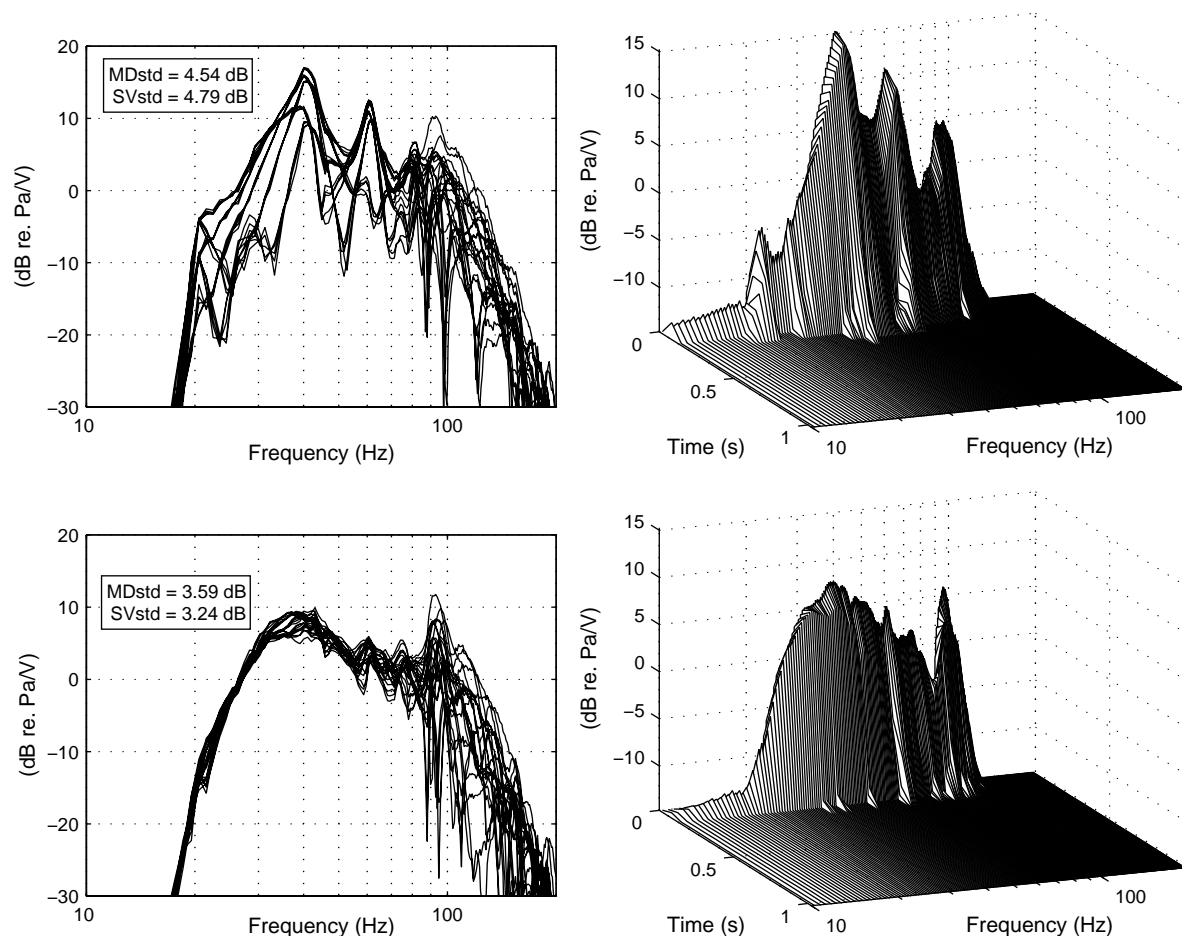 20
10
0
−10
−20
−30
10
100
Frequency (Hz)
(dB re. Pa/V)
MDstd = 4.54 dB
SVstd = 4.79 dB
15
10
5
0
−5
−10
(dB re. Pa/V)
0
0.5
1
Time (s)
10
100
Frequency (Hz)
20
10
0
−10
−20
−30
10
100
Frequency (Hz)
(dB re. Pa/V)
MDstd = 3.59 dB
SVstd = 3.24 dB
15
10
5
0
−5
−10
(dB re. Pa/V)
0
0.5
1
Time (s)
10
100
Frequency (Hz)